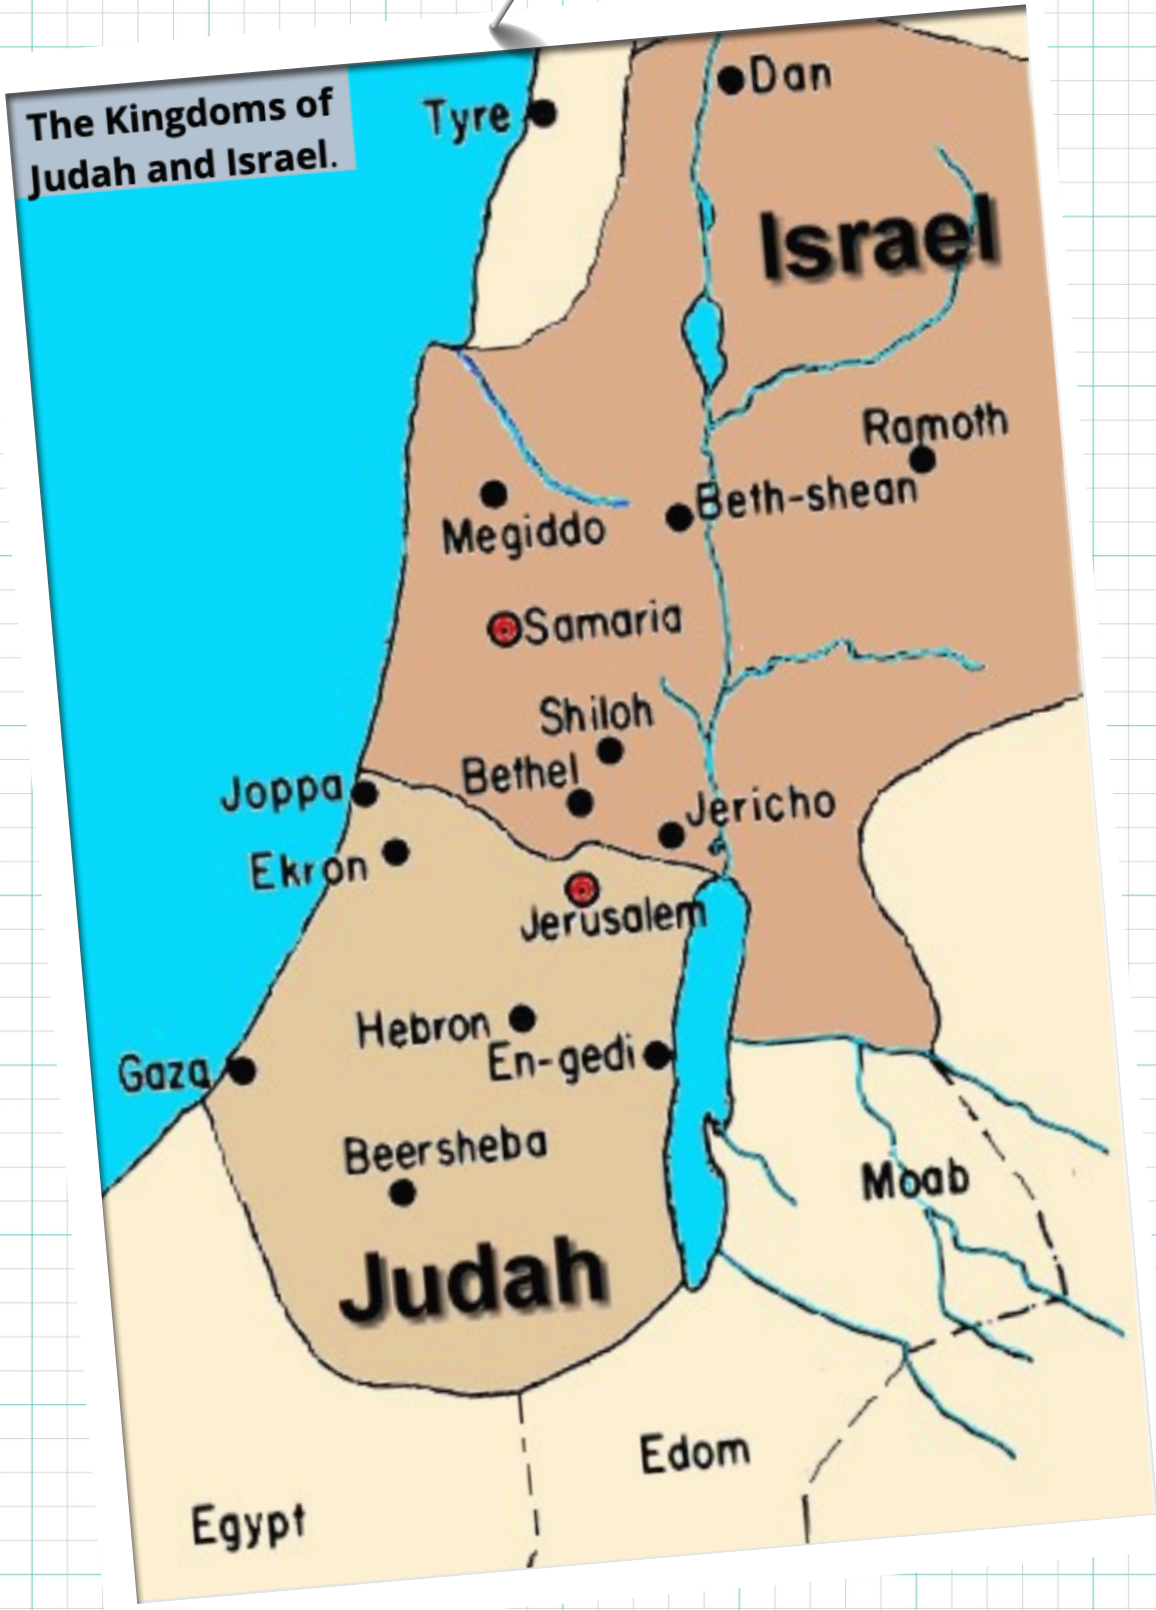 The Kingdoms of
Judah and Israel.
Dan
Tyre
Israel
Ramoth
Beth-shean
Megiddo
Samaria
Shiloh
Bethel
Joppa
Jericho
Ekron
Jerusalem
Hebron
En-gedi
Gaza
Beersheba
Moab
Judah
Edom
Egypt